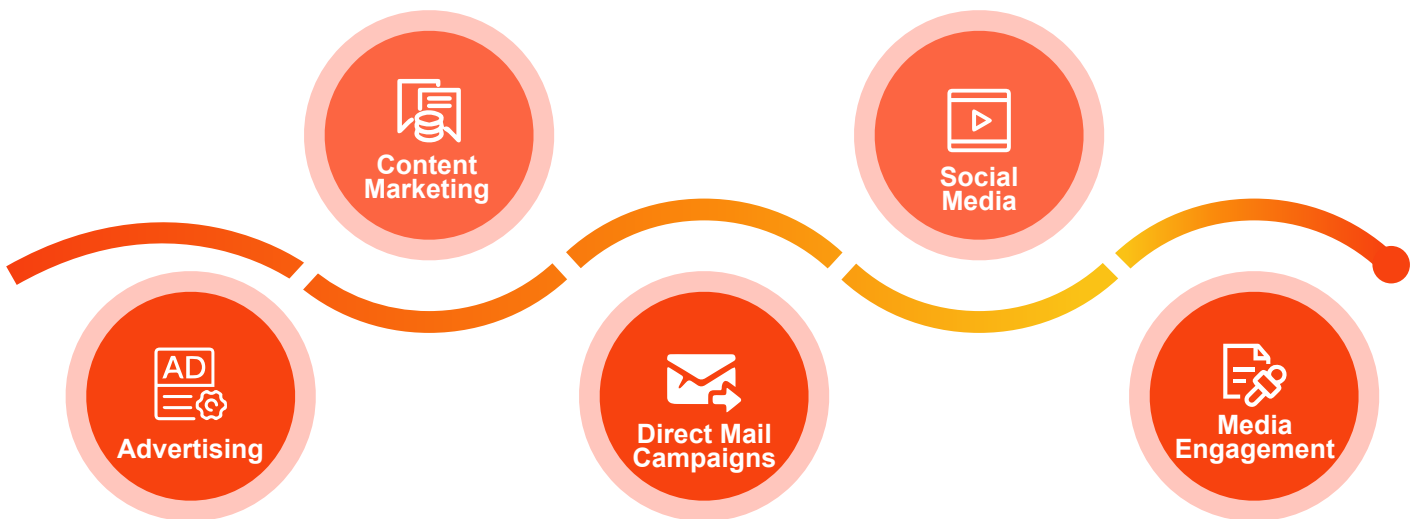 Content
Marketing
Social
Media
AD
Advertising
Direct Mail
Campaigns
Media
Engagement